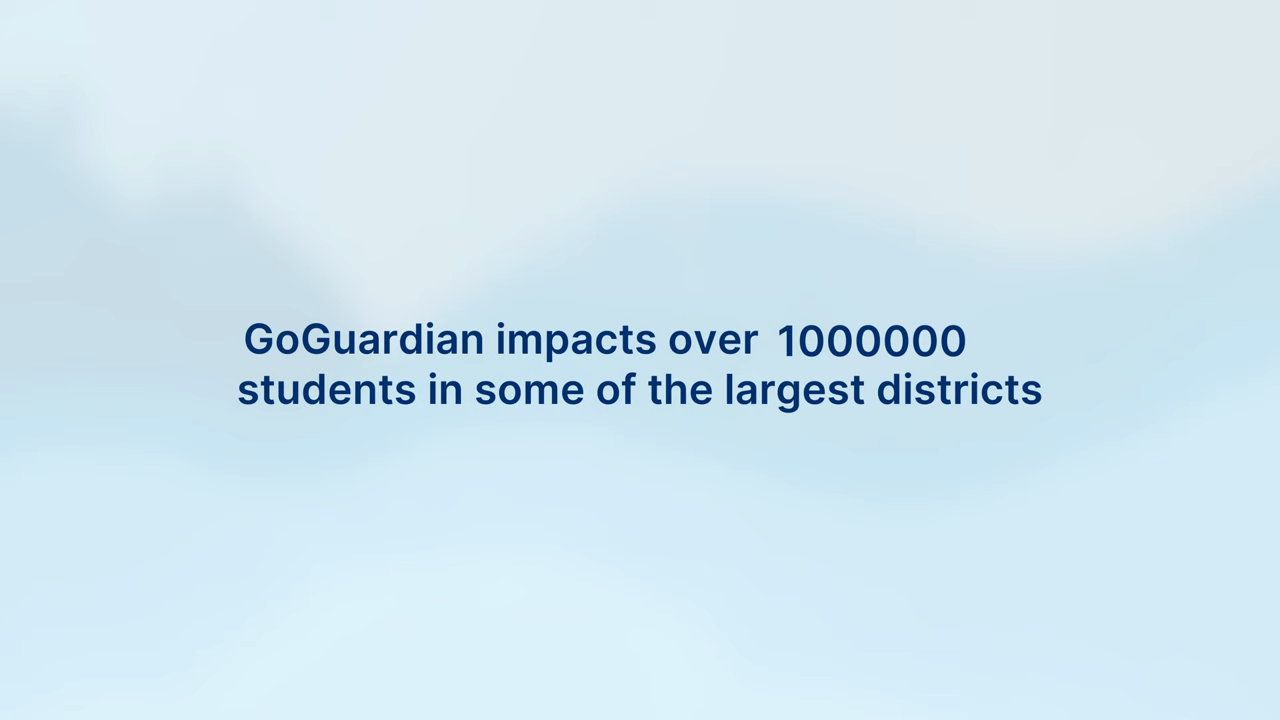 GoGuardian impacts over 1000000
students in some of the largest districts